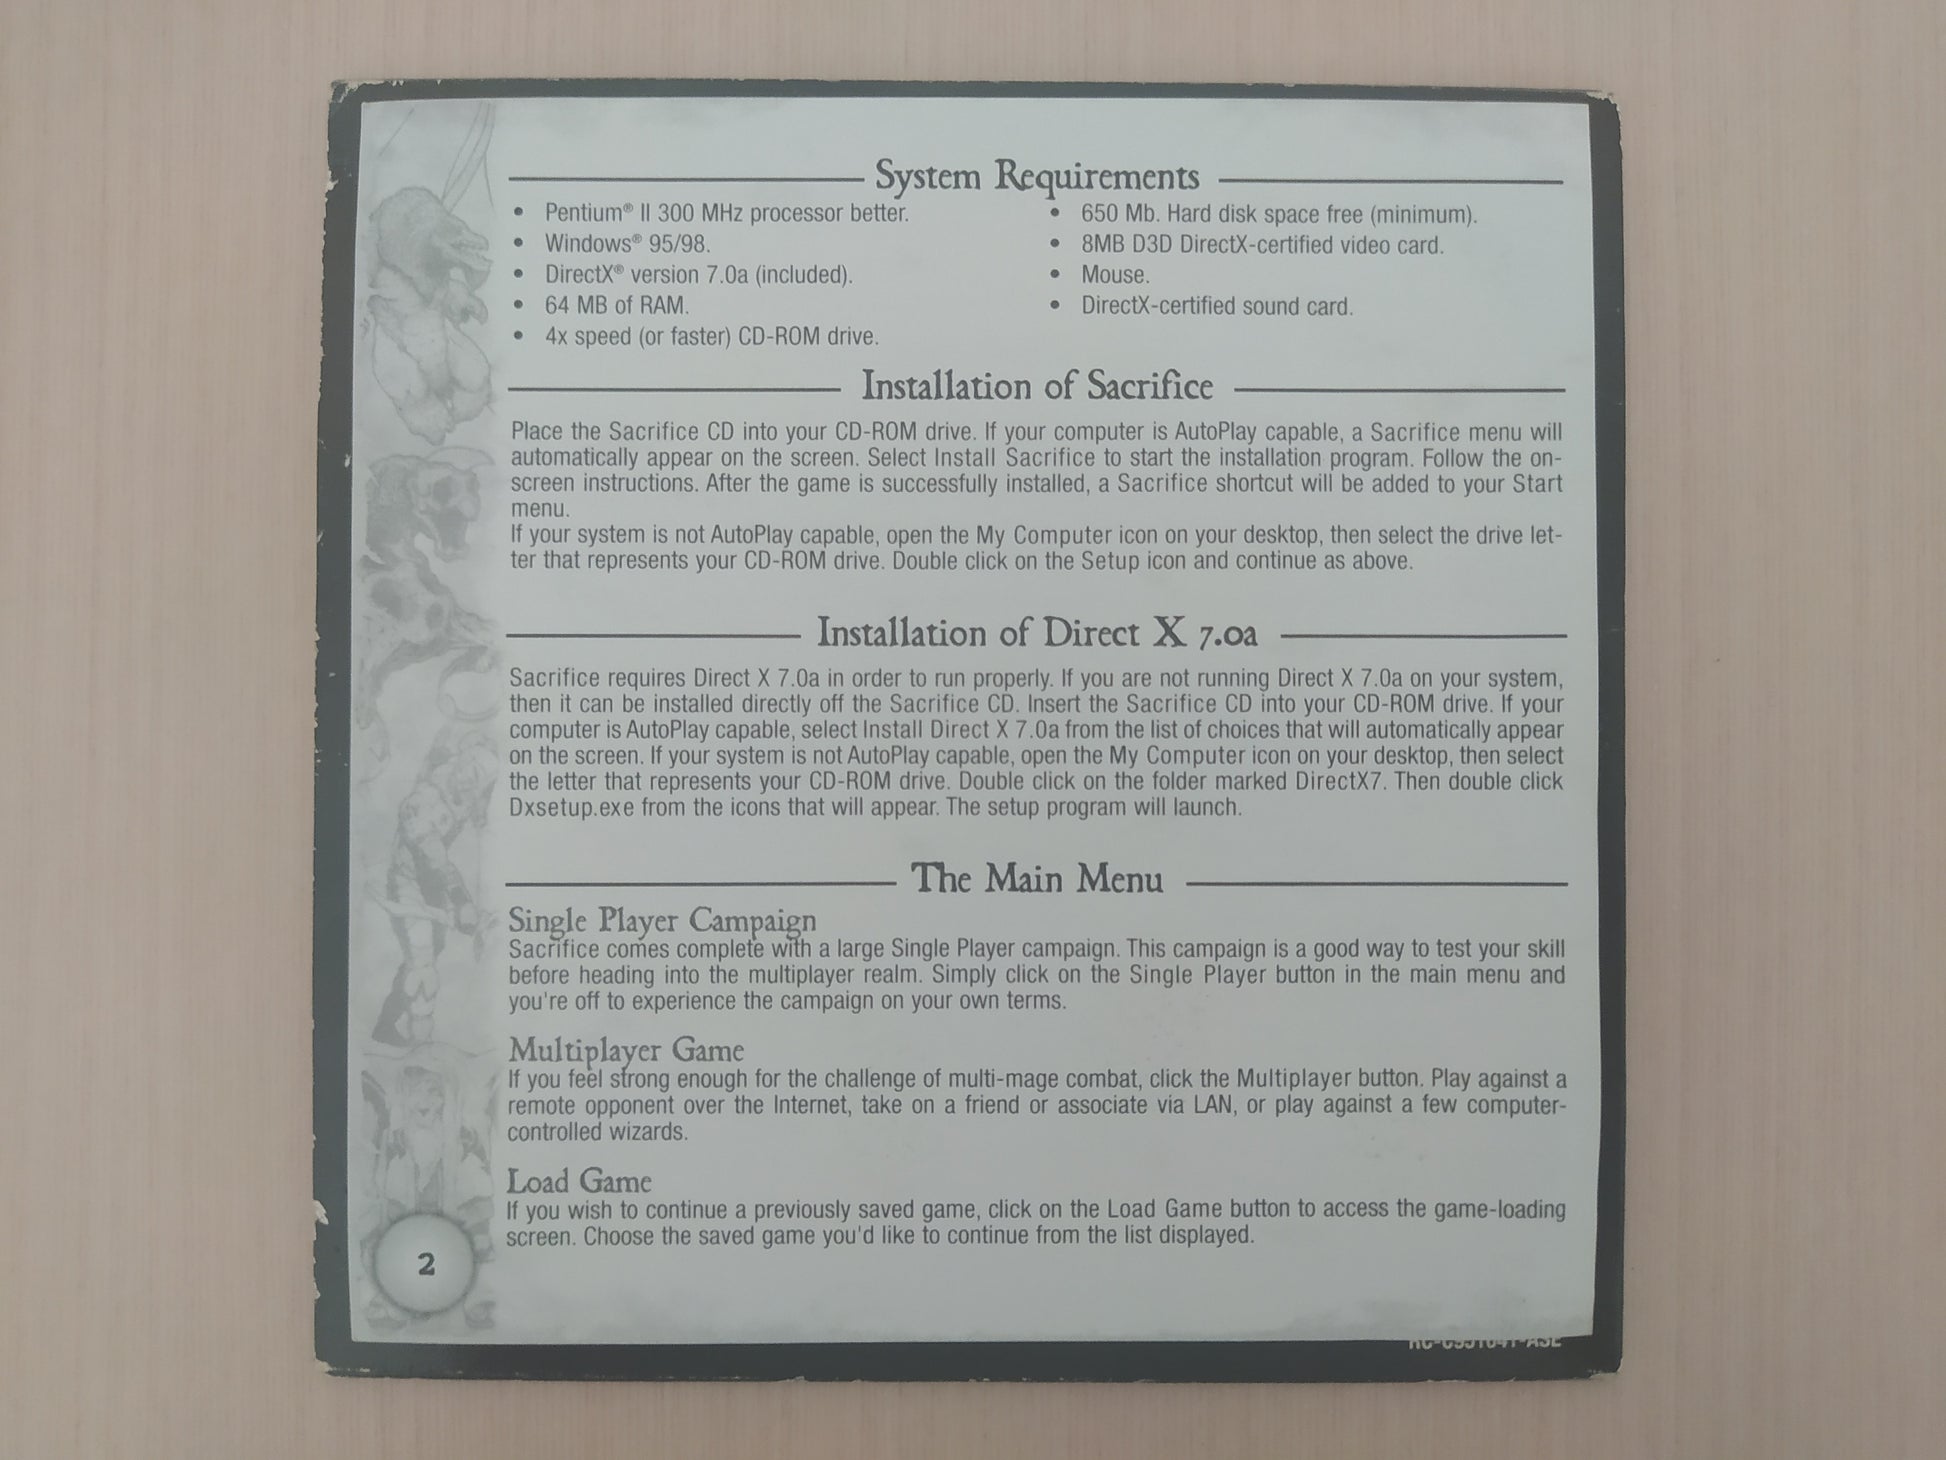 System Requirements
• Pentium® II 300 MHz processor better.
• Windows® 95/98.
• DirectX® version 7.0a (included).
• 64 MB of RAM.
• 4x speed (or faster) CD-ROM drive.
• 650 Mb. Hard disk space free (minimum).
• 8MB D3D DirectX-certified video card.
• Mouse.
• DirectX-certified sound card.
Installation of Sacrifice
Place the Sacrifice CD into your CD-ROM drive. If your computer is AutoPlay capable, a Sacrifice menu will
automatically appear on the screen. Select Install Sacrifice to start the installation program. Follow the on-
screen instructions. After the game is successfully installed, a Sacrifice shortcut will be added to your Start
menu.
If your system is not AutoPlay capable, open the My Computer icon on your desktop, then select the drive let-
ter that represents your CD-ROM drive. Double click on the Setup icon and continue as above.
Installation of Direct X 7.0a
Sacrifice requires Direct X 7.0a in order to run properly. If you are not running Direct X 7.0a on your system,
then it can be installed directly off the Sacrifice CD. Insert the Sacrifice CD into your CD-ROM drive. If your
computer is AutoPlay capable, select Install Direct X 7.0a from the list of choices that will automatically appear
on the screen. If your system is not AutoPlay capable, open the My Computer icon on your desktop, then select
the letter that represents your CD-ROM drive. Double click on the folder marked DirectX7. Then double click
Dxsetup.exe from the icons that will appear. The setup program will launch.
The Main Menu
Single Player Campaign
Sacrifice comes complete with a large Single Player campaign. This campaign is a good way to test your skill
before heading into the multiplayer realm. Simply click on the Single Player button in the main menu and
you're off to experience the campaign on your own terms.
Multiplayer Game
If you feel strong enough for the challenge of multi-mage combat, click the Multiplayer button. Play against a
remote opponent over the Internet, take on a friend or associate via LAN, or play against a few computer-
controlled wizards.
Load Game
If you wish to continue a previously saved game, click on the Load Game button to access the game-loading
screen. Choose the saved game you'd like to continue from the list displayed.
2